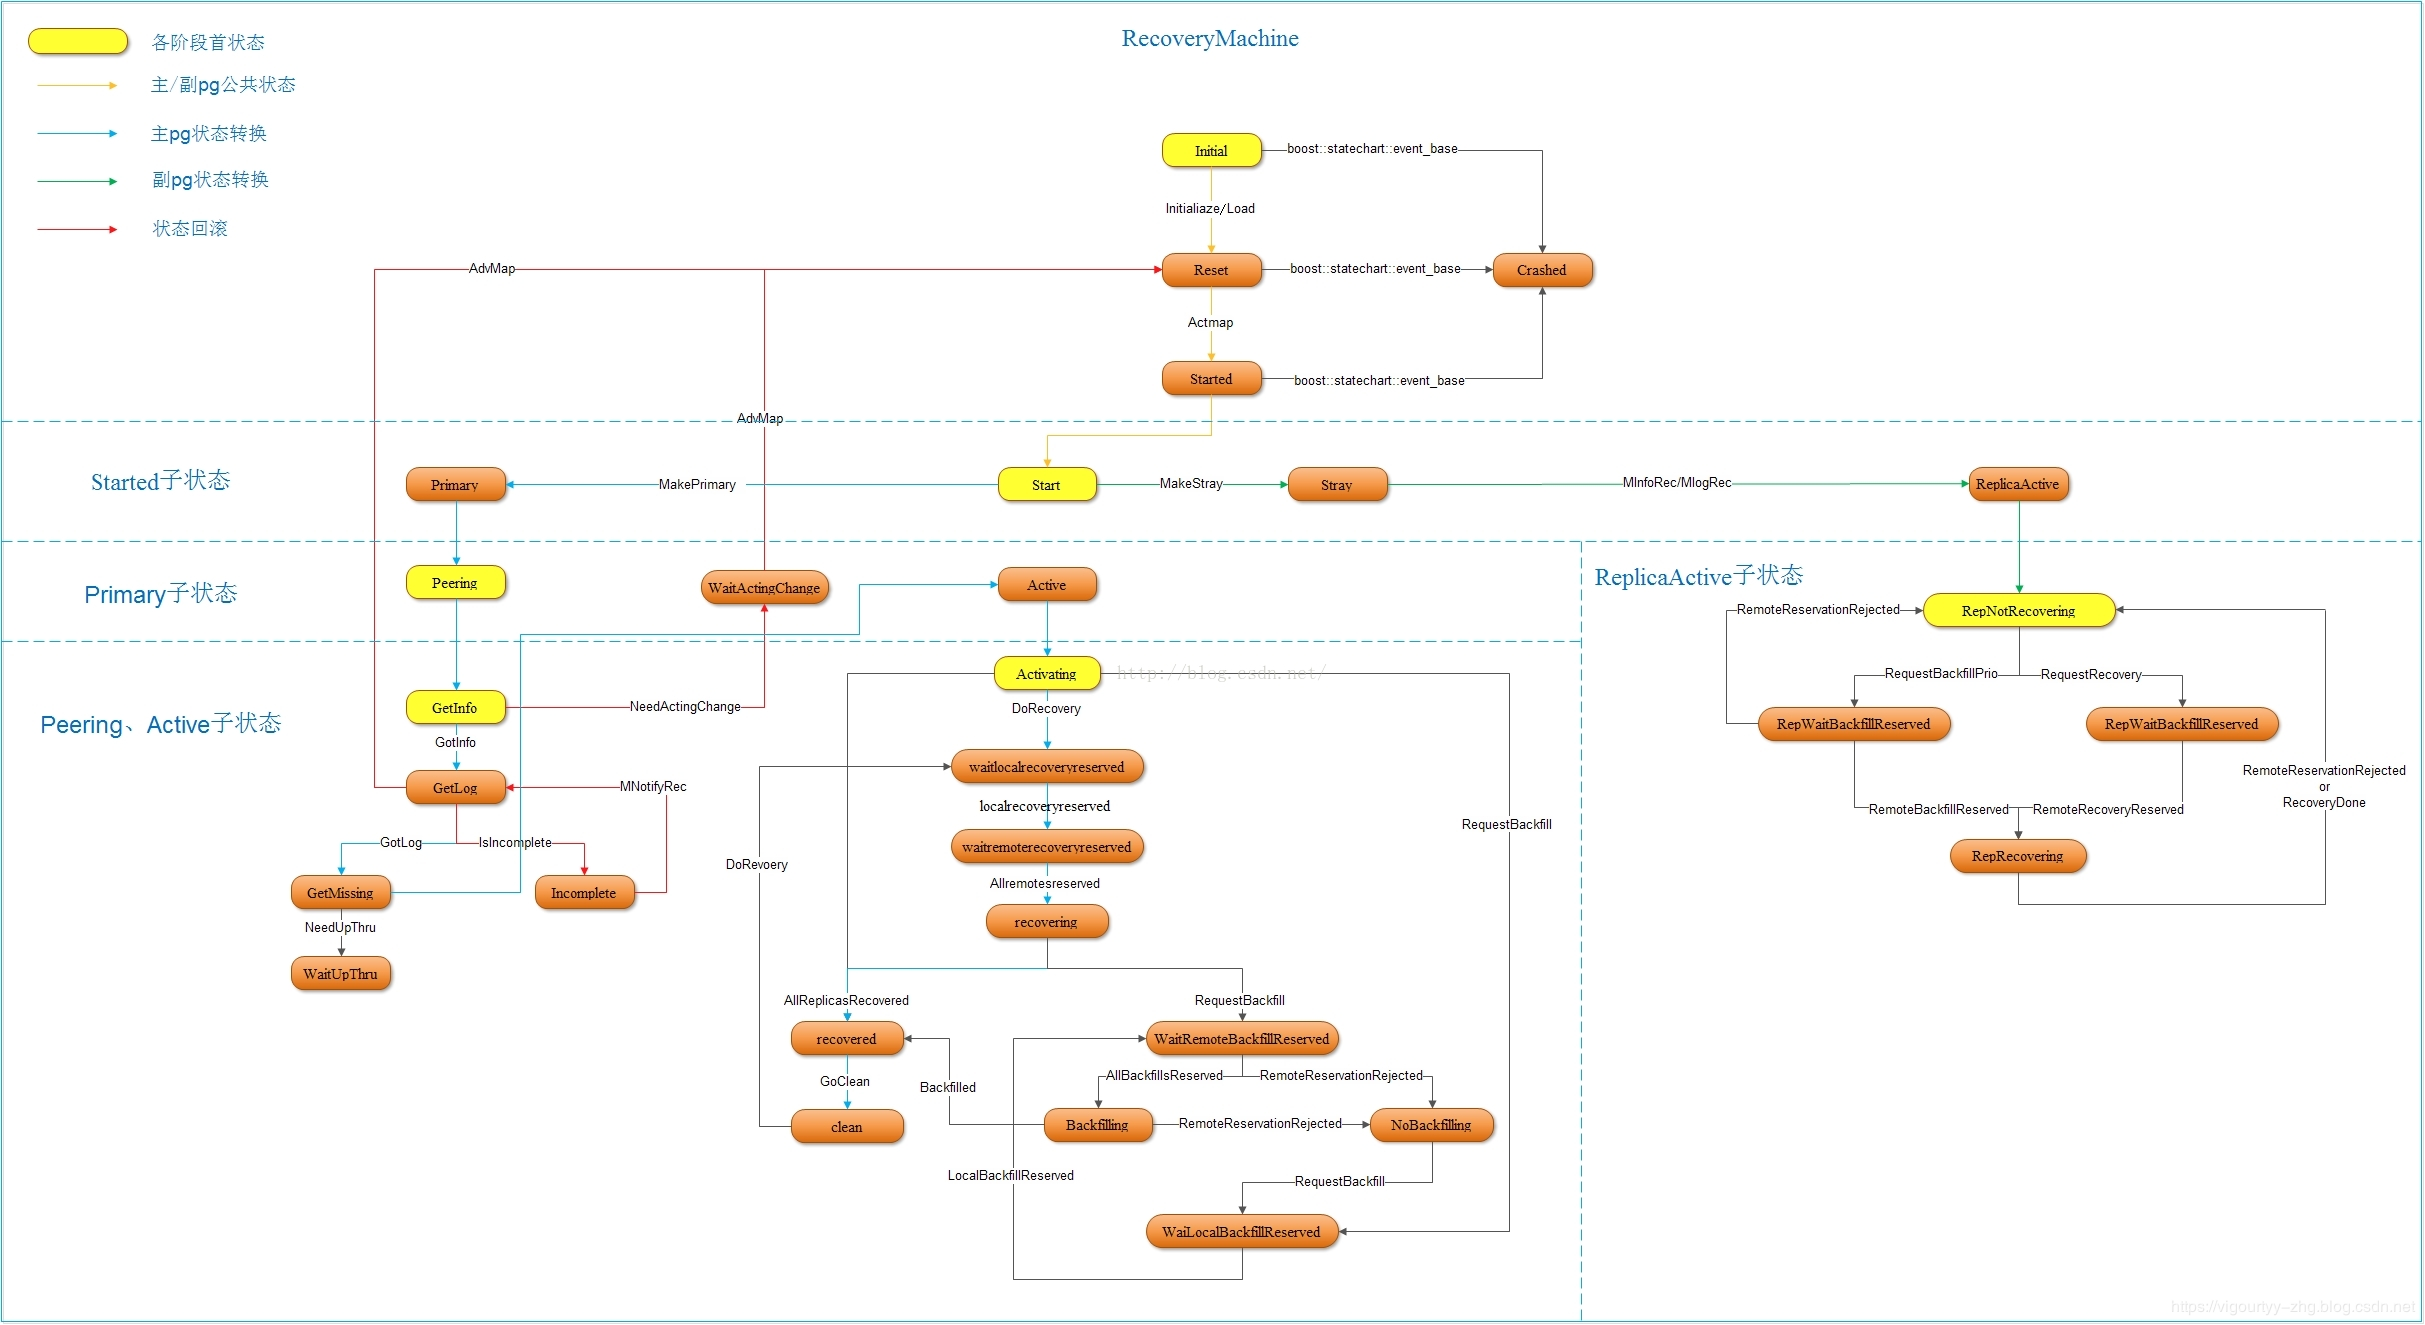 RecoveryMachine
各阶段首状态
主/副pg公共状态
主pg状态转换
副pg状态转换
状态回滚
Initial
boost::statechart::event_base
Initialiaze/Load
AdvMap
Reset
boost::statechart::event_base
Crashed
Actmap
Started
boost::statechart::event_base
AdvMap
Started子状态
Primary
MakePrimary
Start
MakeStray
Stray
MInfoRec/MlogRec
ReplicaActive
Primary子状态
Peering
WaitActingChange
Active
ReplicaActive子状态
RemoteReservationRejected
RepNotRecovering
Peering、Active子状态
GetInfo
NeedActingChange
GotInfo
GetLog
MNotifyRec
GotLog
IsIncomplete
GetMissing
Incomplete
NeedUpThru
WaitUpThru
Activating
http://blog.csdn.net/
DoRecovery
waitlocalrecoveryreserved
localrecoveryreserved
RequestBackfill
waitremoterecoveryreserved
DoRevoery
Allremotesreserved
recovering
AllReplicasRecovered
RequestBackfill
recovered
WaitRemoteBackfillReserved
GoClean
Backfilled
AllBackfillsReserved
RemoteReservationRejected
clean
Backfilling
RemoteReservationRejected
NoBackfilling
LocalBackfillReserved
RequestBackfill
WaiLocalBackfillReserved
RequestBackfillPrio
RequestRecovery
RepWaitBackfillReserved
RepWaitBackfillReserved
RemoteReservationRejected
or
RecoveryDone
RemoteBackfillReserved
RemoteRecoveryReserved
RepRecovering
https://vigourtyy-zhg.blog.csdn.net